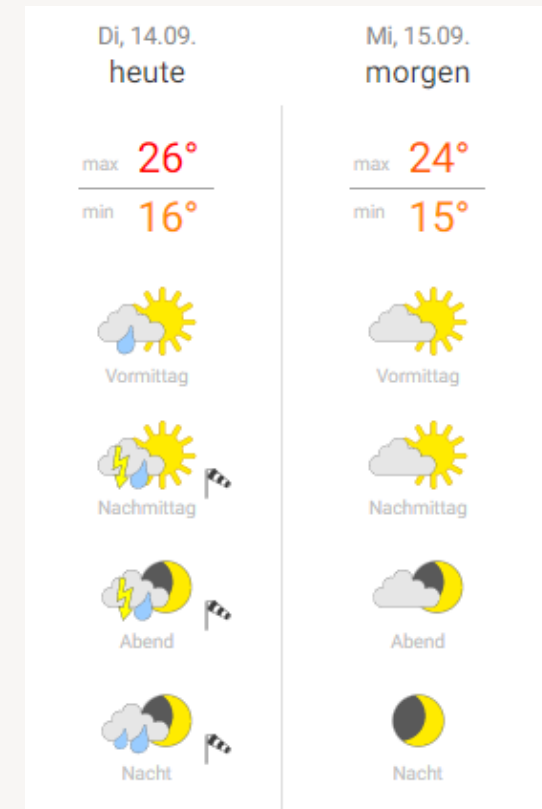 Di, 14.09.
heute
max 26°
min 16°
Vormittag
Nachmittag
Abend
Nacht
Mi, 15.09.
morgen
max 24°
min 15°
Vormittag
Nachmittag
Abend
Nacht